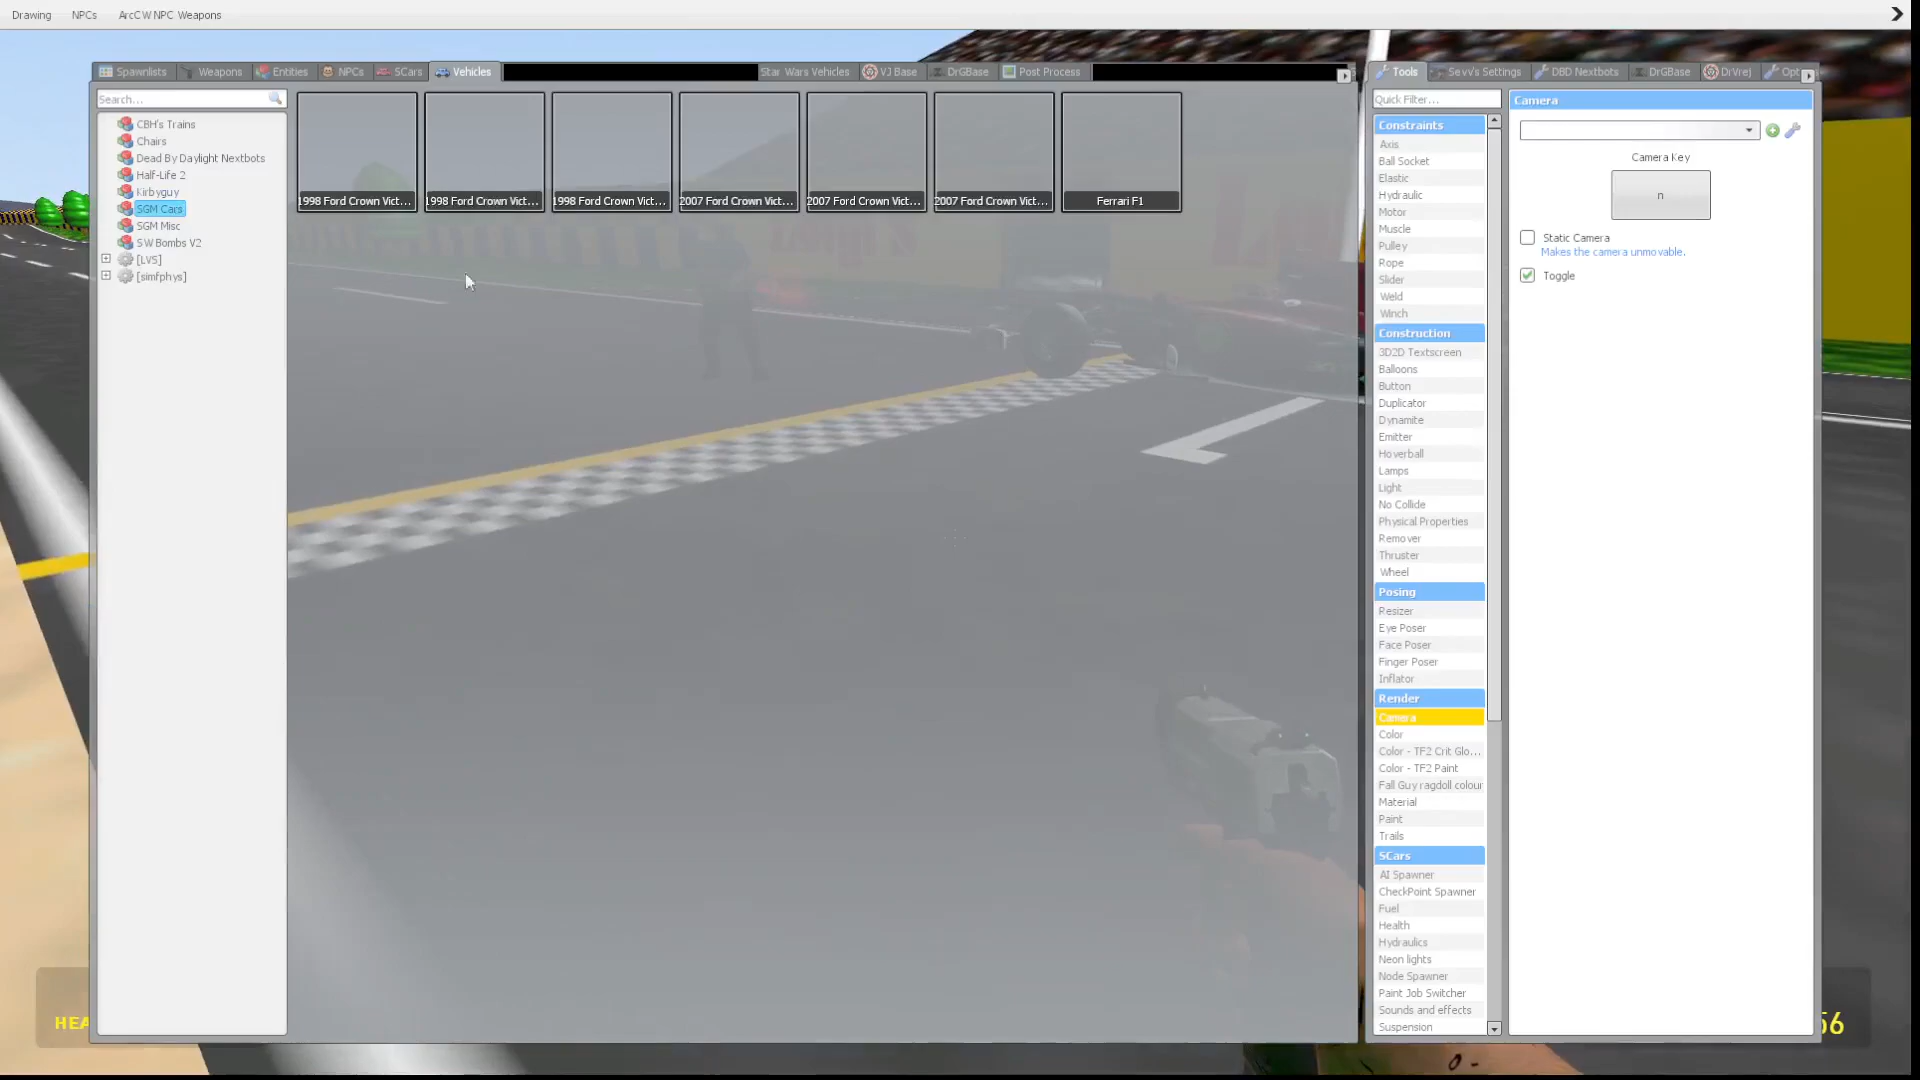 Drawing NPCs ArcCW NPC Weapons
Spawnlists Weapons Entities NPCs SCars Vehicles Star Wars Vehicles VJ Base DrGBase Post Process
Search...
CBH's Trains
Chairs
Dead By Daylight Nextbots
Half-Life 2
Kirbyguy
SGM Cars
SGM Misc
SW Bombs V2
[LVS]
[simfphys]
1998 Ford Crown Vict... 1998 Ford Crown Vict... 1998 Ford Crown Vict... 2007 Ford Crown Vict... 2007 Ford Crown Vict... 2007 Ford Crown Vict... Ferrari F1
Tools Sevv's Settings DBD Nextbots DrGBase DrVrej Opt
Quick Filter...
Constraints
Axis
Ball Socket
Elastic
Hydraulic
Motor
Muscle
Pulley
Rope
Slider
Weld
Winch
Construction
3D2D Textscreen
Balloons
Button
Duplicator
Dynamite
Emitter
Hoverball
Lamps
Light
No Collide
Physical Properties
Remover
Thruster
Wheel
Posing
Resizer
Eye Poser
Face Poser
Finger Poser
Inflator
Render
Camera
Color
Color - TF2 Crit Glo...
Color - TF2 Paint
Fall Guy ragdoll colour
Material
Paint
Trails
SCars
AI Spawner
CheckPoint Spawner
Fuel
Health
Hydraulics
Neon lights
Node Spawner
Paint Job Switcher
Sounds and effects
Suspension
Camera
Camera Key
n
Static Camera
Makes the camera unmovable.
Toggle
HEA
56